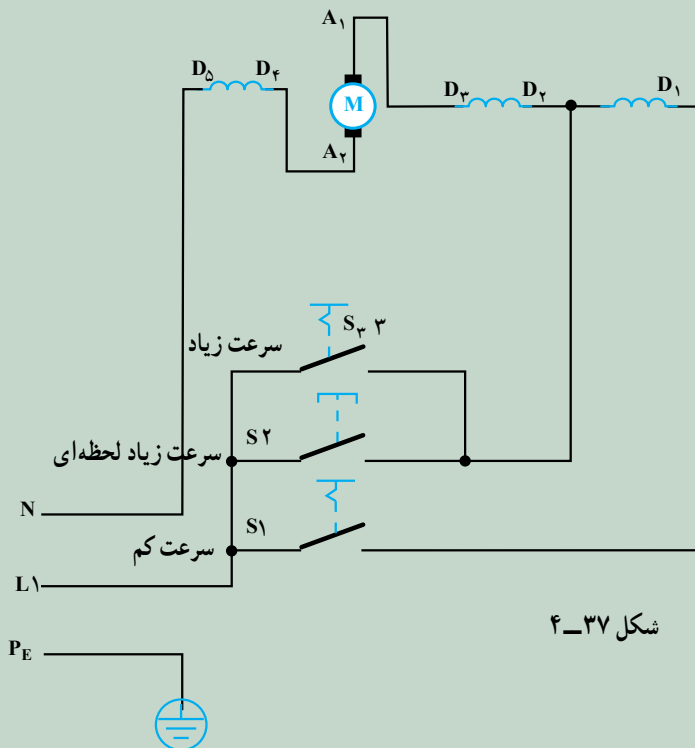 A۱
D۵ D۴
D۳ D۲ D۱
M
A۲
S۳ ۳
سرعت زیاد
S۲
سرعت زیاد لحظه‌ای
N
S۱
سرعت کم
L۱
شکل ۳۷ــ۴
PE